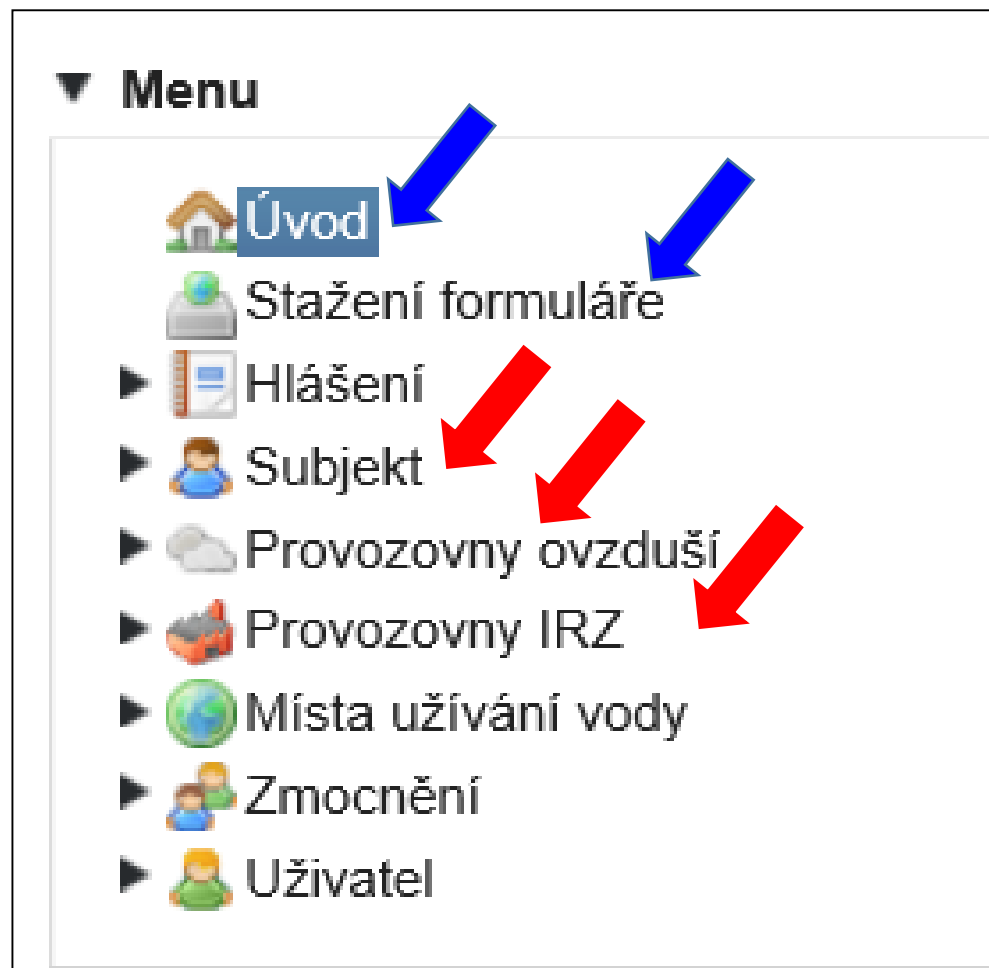 Menu
Úvod
Stažení formuláře
Hlášení
Subjekt
Provozovny ovzduší
Provozovny IRZ
Místa užívání vody
Zmocnění
Uživatel